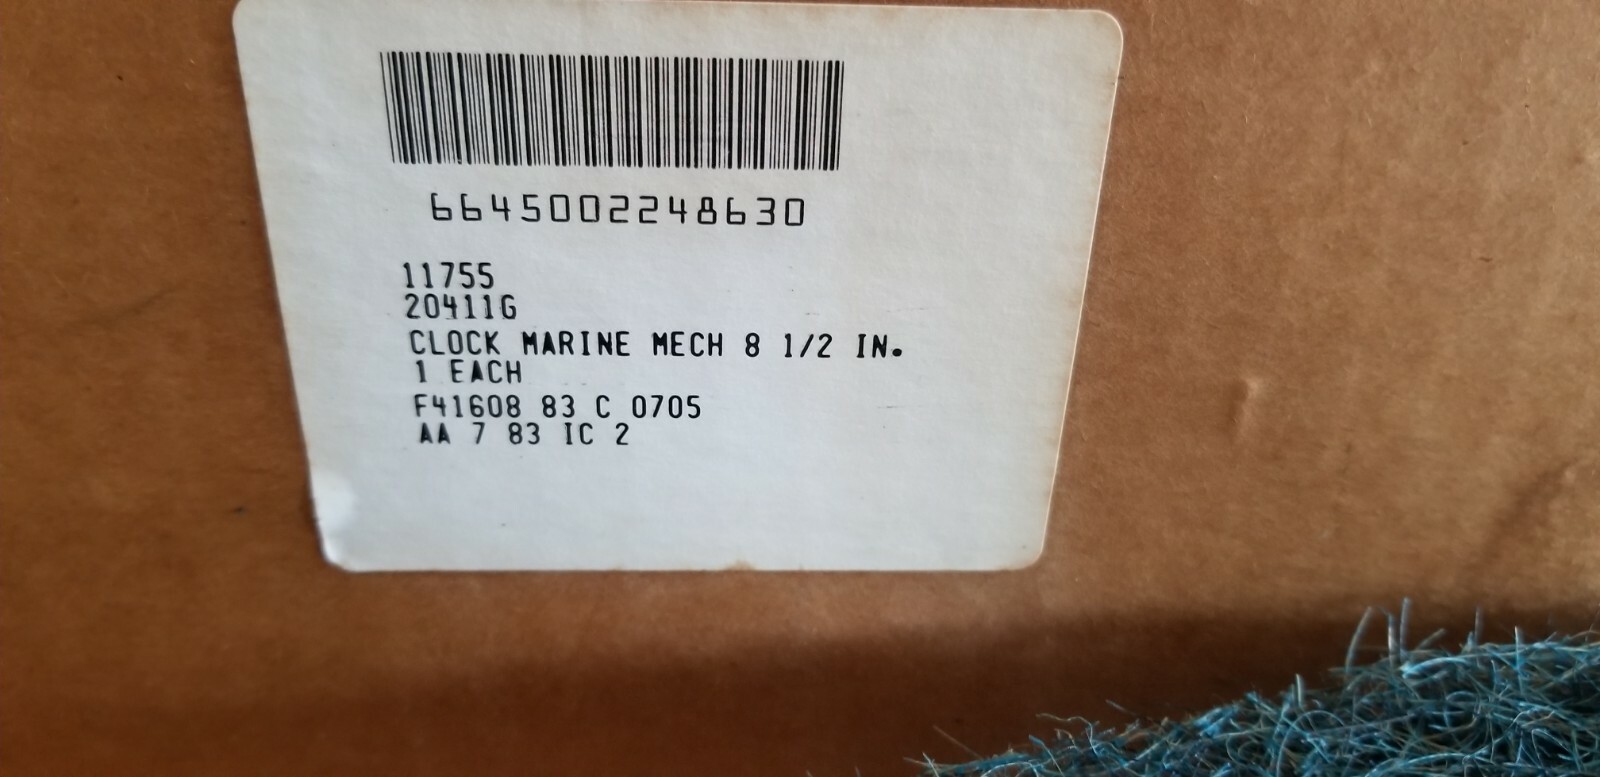 6645002248630
11755
20411G
CLOCK MARINE MECH 8 1/2 IN.
1 EACH
F41608 83 C 0705
AA 7 83 IC 2